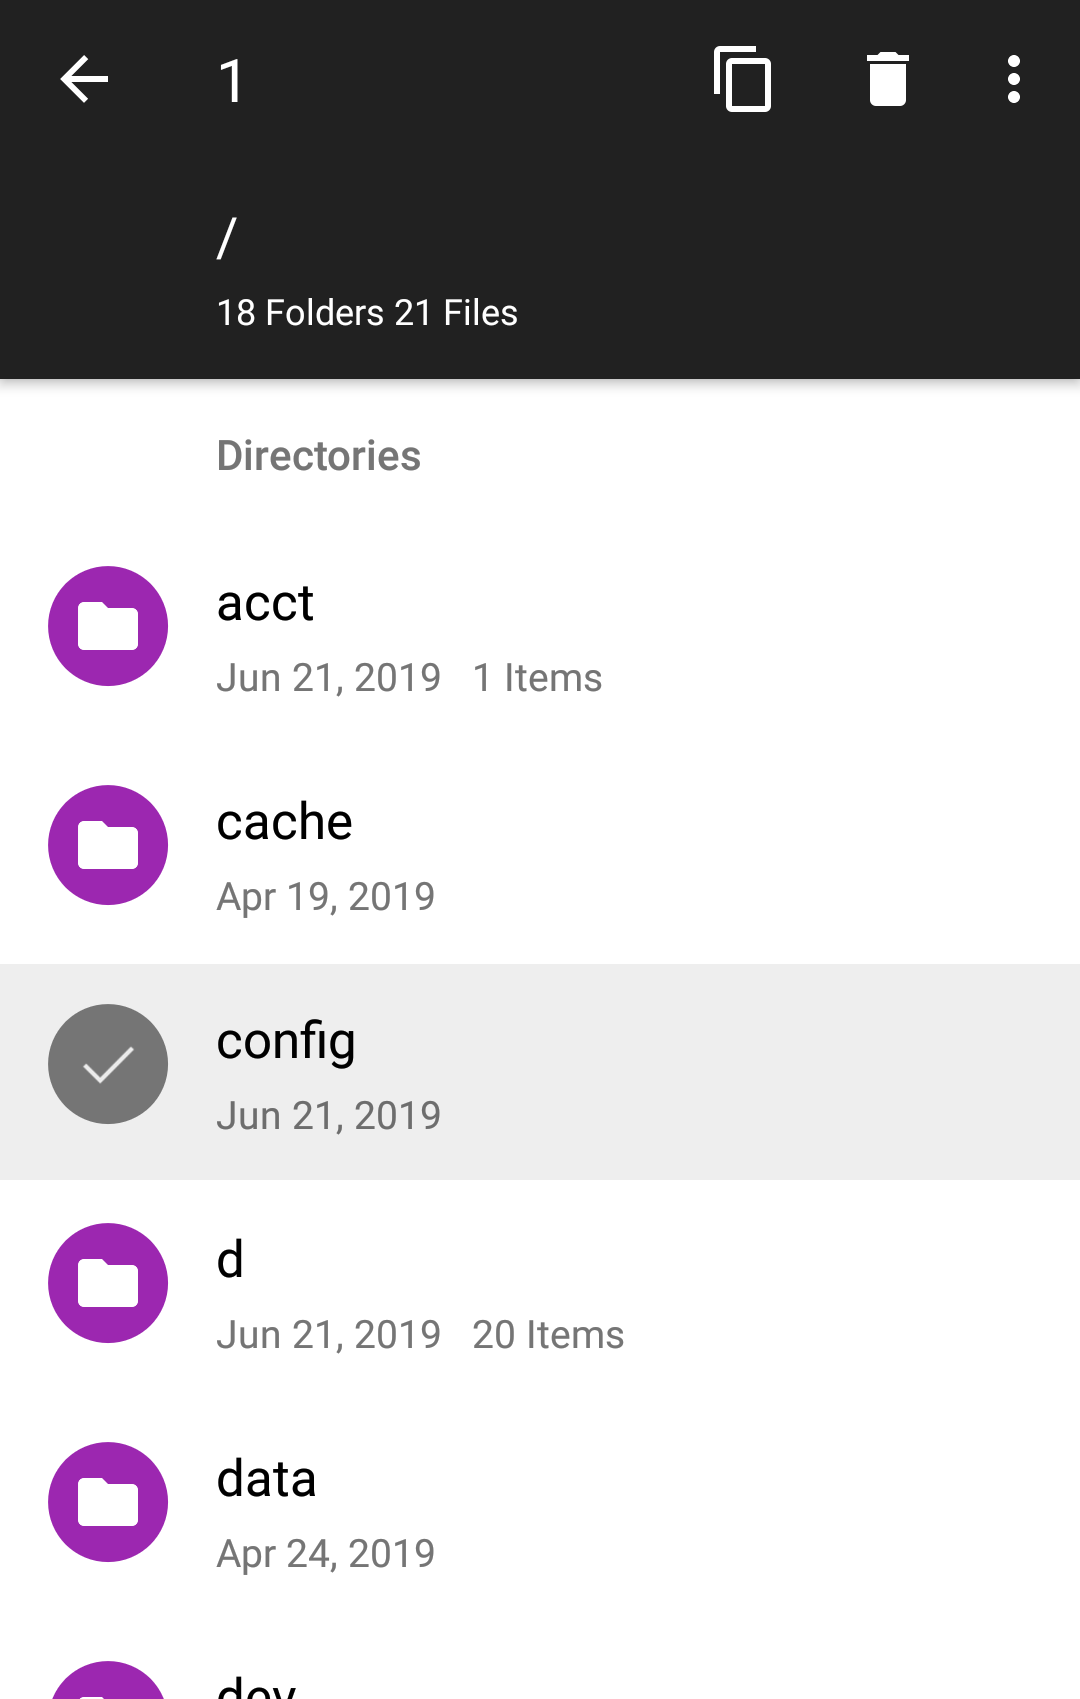 1
/
18 Folders 21 Files
Directories
acct
Jun 21, 2019 1 Items
cache
Apr 19, 2019
config
Jun 21, 2019
d
Jun 21, 2019 20 Items
data
Apr 24, 2019
dev